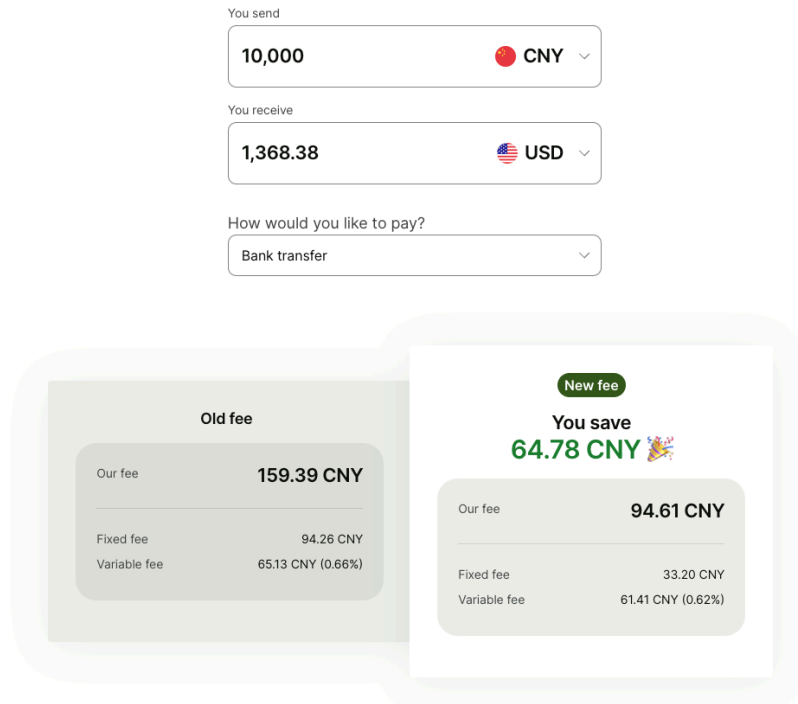 You send
10,000 CNY
You receive
1,368.38 USD
How would you like to pay?
Bank transfer
Old fee
Our fee 159.39 CNY
Fixed fee 94.26 CNY
Variable fee 65.13 CNY (0.66%)
New fee
You save
64.78 CNY 🎉
Our fee 94.61 CNY
Fixed fee 33.20 CNY
Variable fee 61.41 CNY (0.62%)